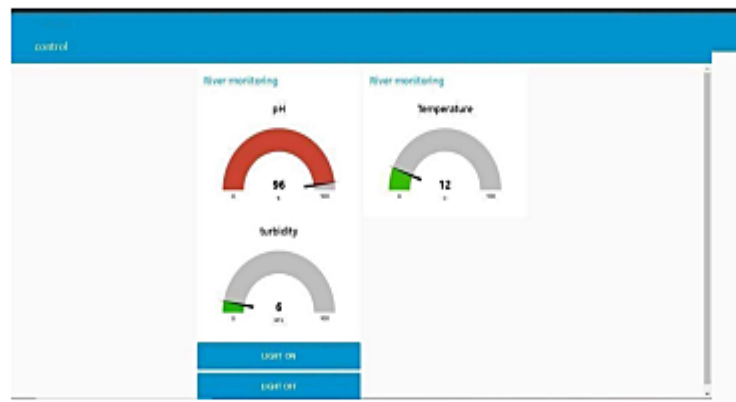 control
River monitoring
pH
96
0
100
turbidity
6
0
100
LIGHT ON
LIGHT OFF
River monitoring
Temperature
12
0
100